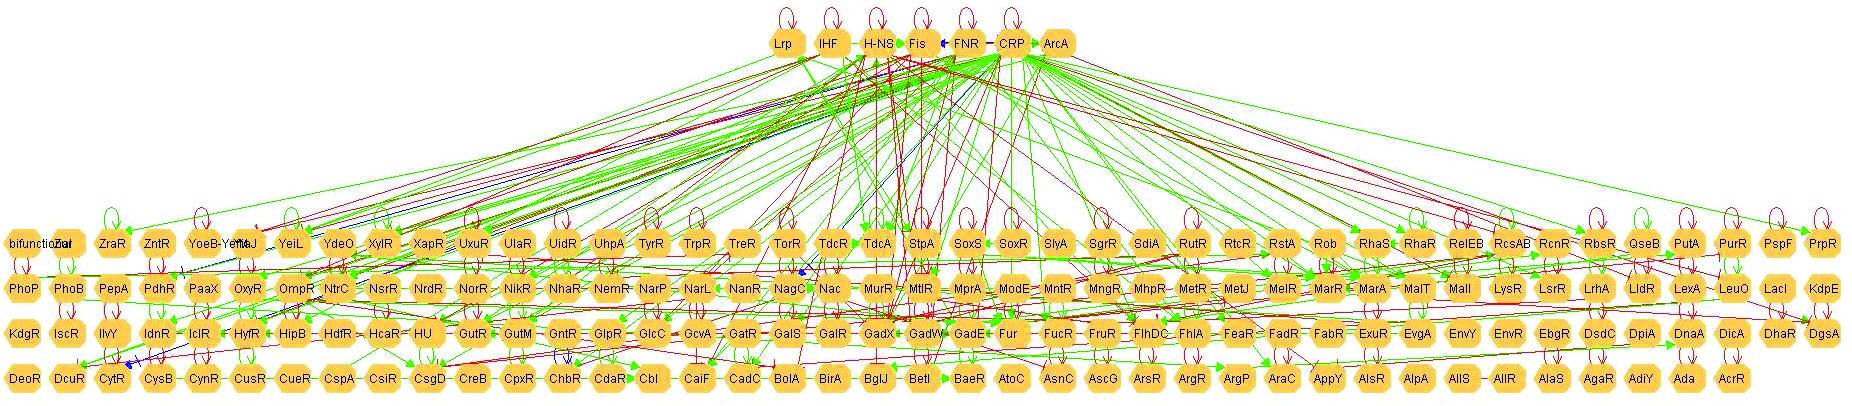 Lrp IHF H-NS Fis FNR CRP ArcA
bifunctional Zur ZraR ZntR YoeB-YefM YeiL YdeO XylR XapR UxuR UlaR UidR UhpA TyrR TrpR TreR TorR TdcR TdcA StpA SoxS SoxR SlyA SgrR SdiA RutR RtcR RstA Rob RhaS RhaR RelEB RcsAB RcnR RbsR QseB PutA PurR PspF PrpR
PhoP PhoB PepA PdhR PaaX OxyR OmpR NtrC NsrR NrdR NorR NikR NhaR NemR NarP NarL NanR NagC Nac MurR MtlR MprA ModE MntR MngR MhpR MetR MetJ MelR MarR MarA MalT MalI LysR LsrR LrhA LldR LexA LeuO LacI KdpE
KdgR IscR IlvY IdnR IclR HyfR HipB HdfR HcaR HU GutR GutM GntR GlpR GlcC GcvA GatR GalS GalR GadX GadW GadE Fur FucR FruR FlhDC FhlA FeaR FadR FabR ExuR EvgA EnvY EnvR EbgR DsdC DpiA DnaA DicA DhaR DgsA
DeoR DcuR CytR CysB CynR CusR CueR CspA CsiR CsgD CreB CpxR ChbR CdaR Cbl CaiF CadC BolA BirA BglJ BetI BaeR AtoC AsnC AscG ArsR ArgR ArgP AraC AppY AlsR AlpA AllS AllR AlaS AgaR AdiY Ada AcrR